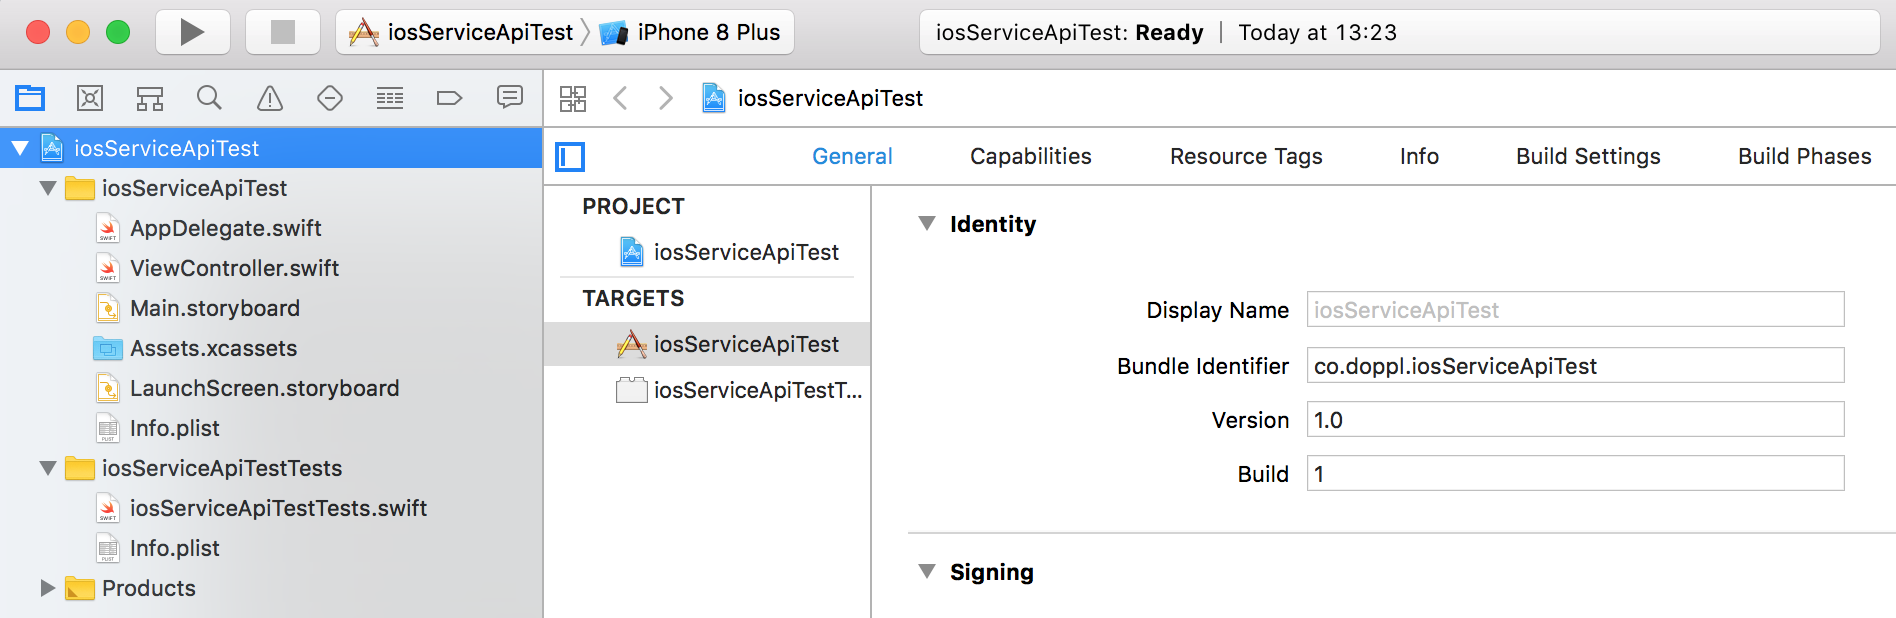 iosServiceApiTest iPhone 8 Plus
iosServiceApiTest: Ready | Today at 13:23
iosServiceApiTest
iosServiceApiTest
AppDelegate.swift
ViewController.swift
Main.storyboard
Assets.xcassets
LaunchScreen.storyboard
Info.plist
iosServiceApiTestTests
iosServiceApiTestTests.swift
Info.plist
Products
iosServiceApiTest
General Capabilities Resource Tags Info Build Settings Build Phases
PROJECT
iosServiceApiTest
TARGETS
iosServiceApiTest
iosServiceApiTestT...
Identity
Display Name iosServiceApiTest
Bundle Identifier co.doppl.iosServiceApiTest
Version 1.0
Build 1
Signing